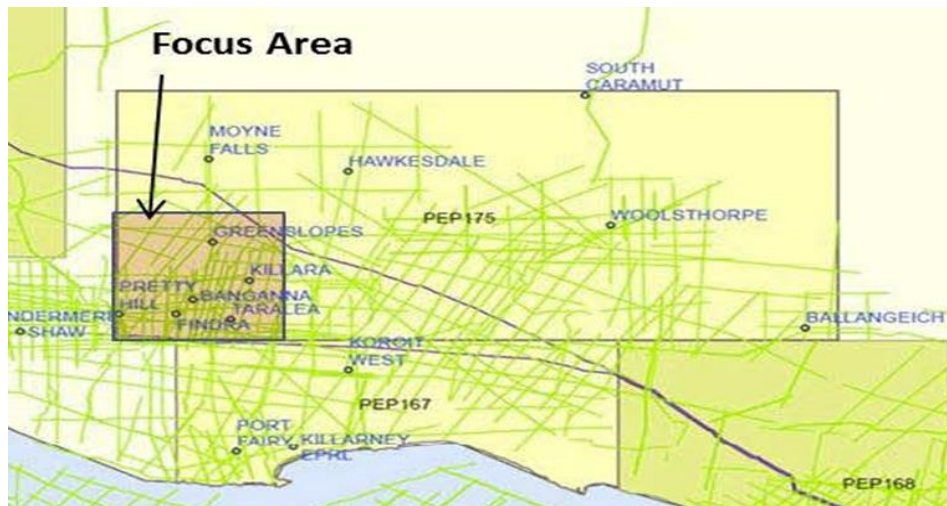 Focus Area
SOUTH
CARAMUT
MOYNE
FALLS
HAWKESDALE
PEP175
WOOLSTHORPE
GREENSLOPES
KILLARA
PRETTY
HILL
BANGANNA
TARALEA
FINDRA
NDERMERE
SHAW
BALLANGEICH
KOROIT
WEST
PEP167
PORT
FAIRY
KILLARNEY
EPRL
PEP168